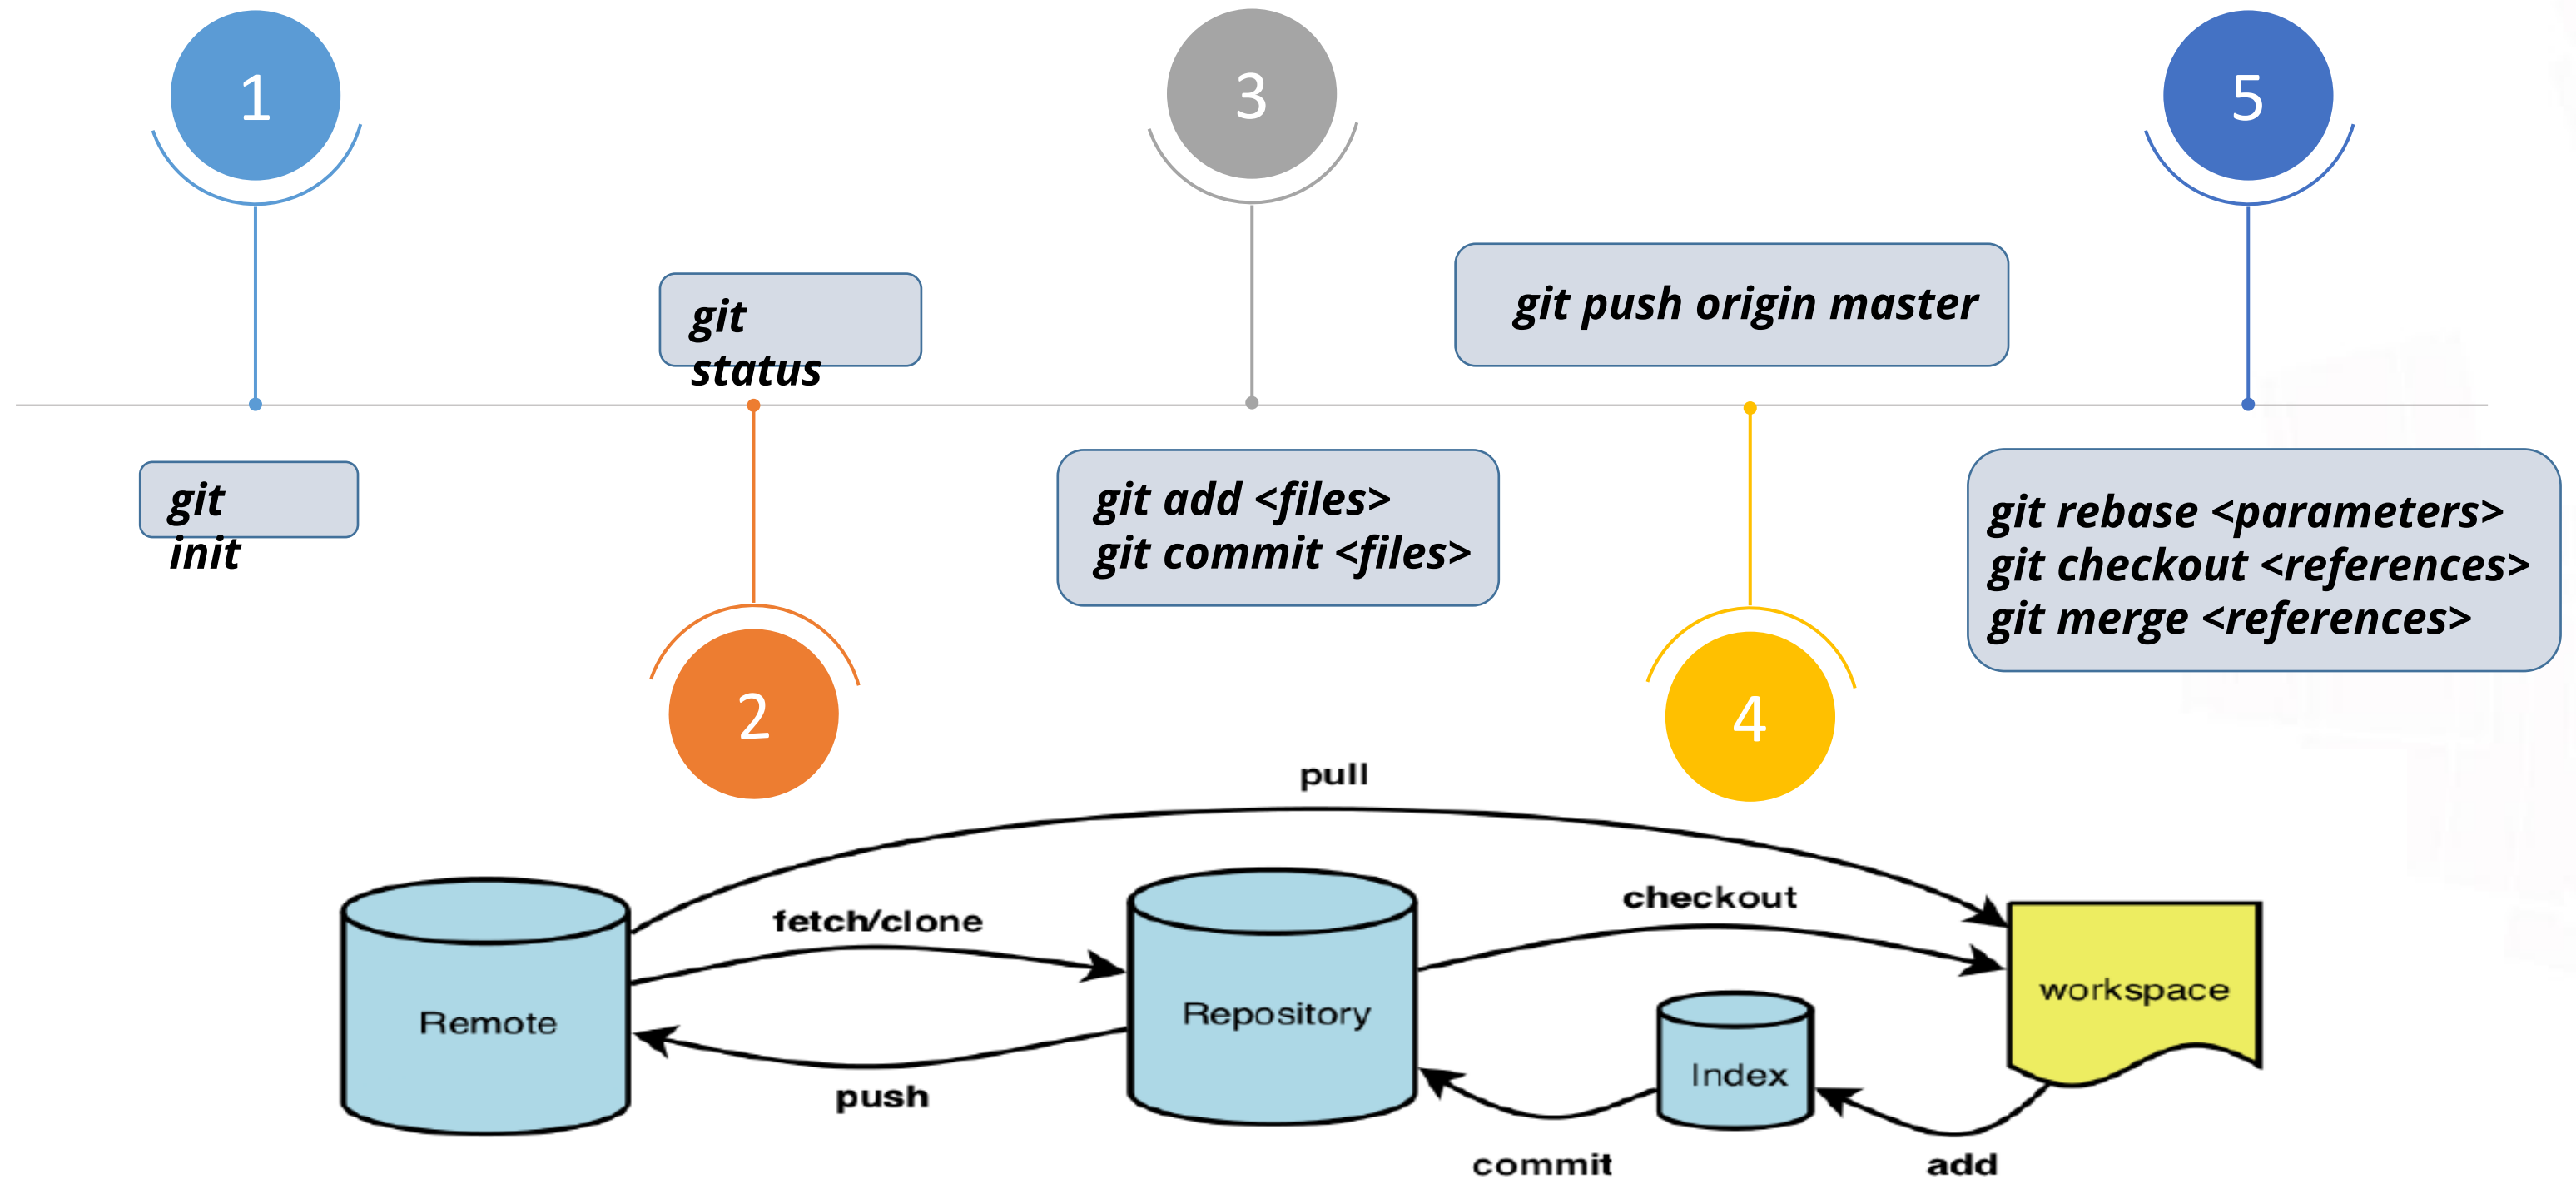 1
3
5
git
status
git push origin master
git
init
git add <files>
git commit <files>
git rebase <parameters>
git checkout <references>
git merge <references>
2
4
pull
fetch/clone
checkout
Remote
Repository
workspace
Index
push
commit
add